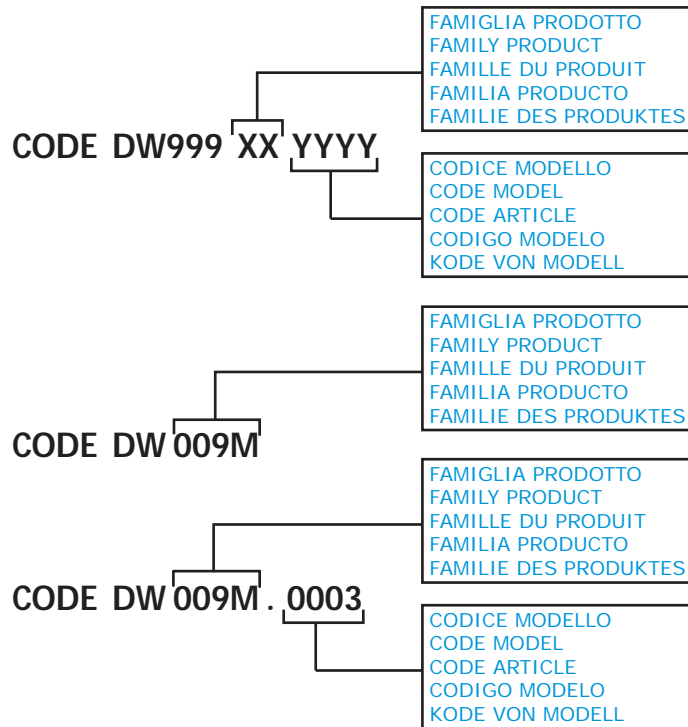 FAMIGLIA PRODOTTO
FAMILY PRODUCT
FAMILLE DU PRODUIT
FAMILIA PRODUCTO
FAMILIE DES PRODUKTES
CODE DW999 XX YYYY
CODICE MODELLO
CODE MODEL
CODE ARTICLE
CODIGO MODELO
KODE VON MODELL
FAMIGLIA PRODOTTO
FAMILY PRODUCT
FAMILLE DU PRODUIT
FAMILIA PRODUCTO
FAMILIE DES PRODUKTES
CODE DW 009M
FAMIGLIA PRODOTTO
FAMILY PRODUCT
FAMILLE DU PRODUIT
FAMILIA PRODUCTO
FAMILIE DES PRODUKTES
CODE DW 009M . 0003
CODICE MODELLO
CODE MODEL
CODE ARTICLE
CODIGO MODELO
KODE VON MODELL